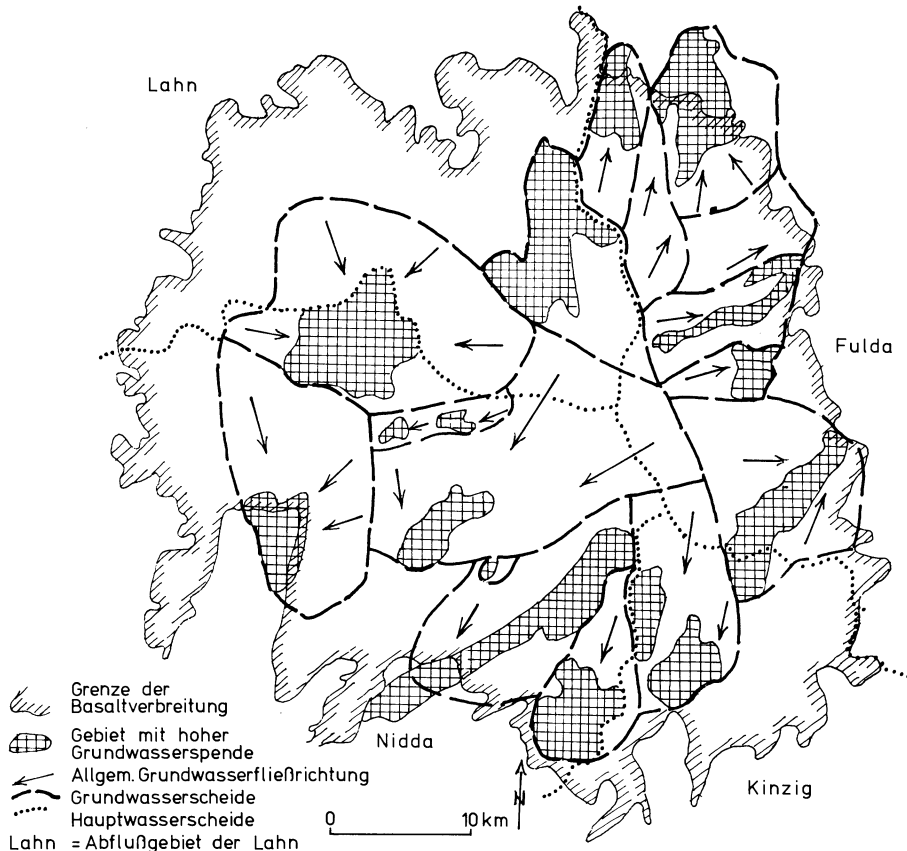 Lahn
Fulda
Nidda
Kinzig
Grenze der
Basaltverbreitung
Gebiet mit hoher
Grundwasserspende
Allgem. Grundwasserfließrichtung
Grundwasserscheide
Hauptwasserscheide
Lahn = Abflußgebiet der Lahn
0 10 km
N